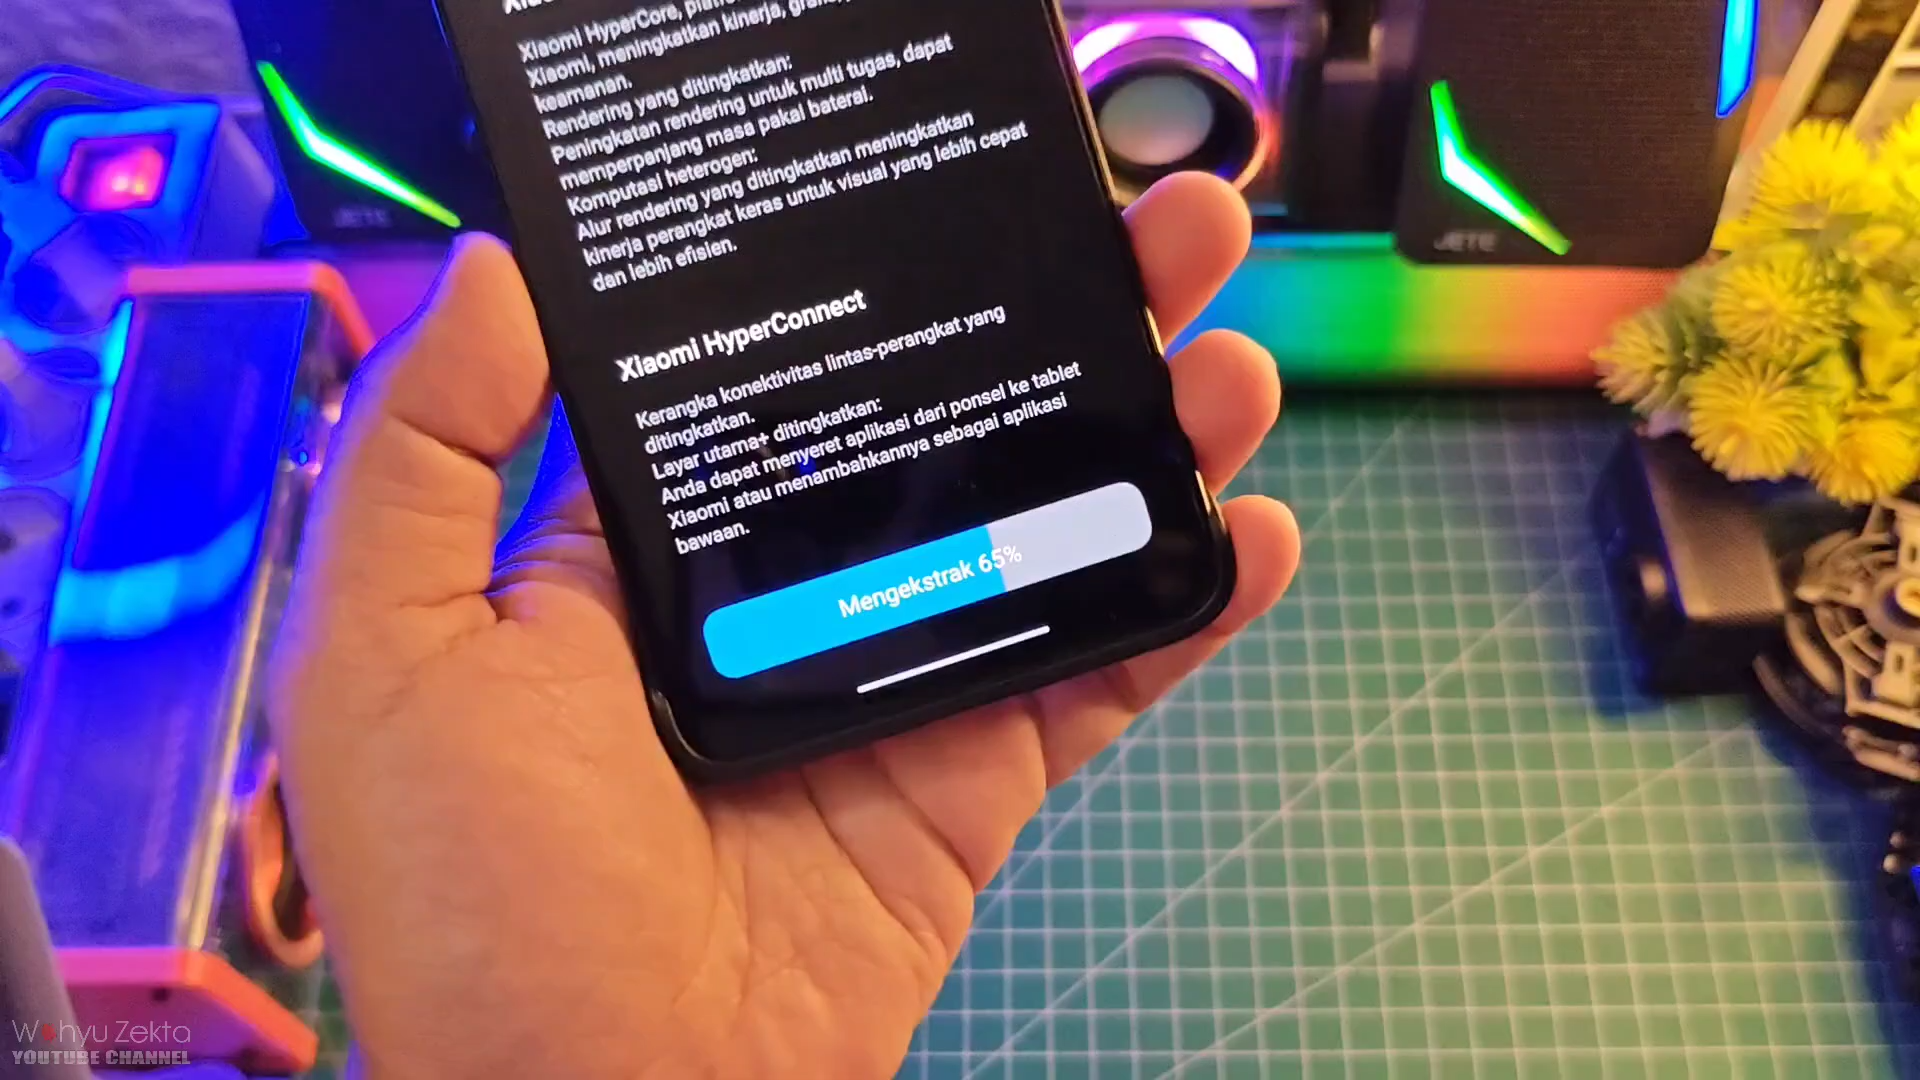 Xiaomi HyperCore,
Xiaomi, meningkatkan kinerja,
keamanan.
Rendering yang ditingkatkan:
Peningkatan rendering untuk multi tugas, dapat
memperpanjang masa pakai baterai.
Komputasi heterogen:
Alur rendering yang ditingkatkan meningkatkan
kinerja perangkat keras untuk visual yang lebih cepat
dan lebih efisien.
Xiaomi HyperConnect
Kerangka konektivitas lintas-perangkat yang
ditingkatkan.
Layar utama+ ditingkatkan:
Anda dapat menyeret aplikasi dari ponsel ke tablet
Xiaomi atau menambahkannya sebagai aplikasi
bawaan.
Mengekstrak 65%
JETE
JETE
Wahyu Zekta
YOUTUBE CHANNEL